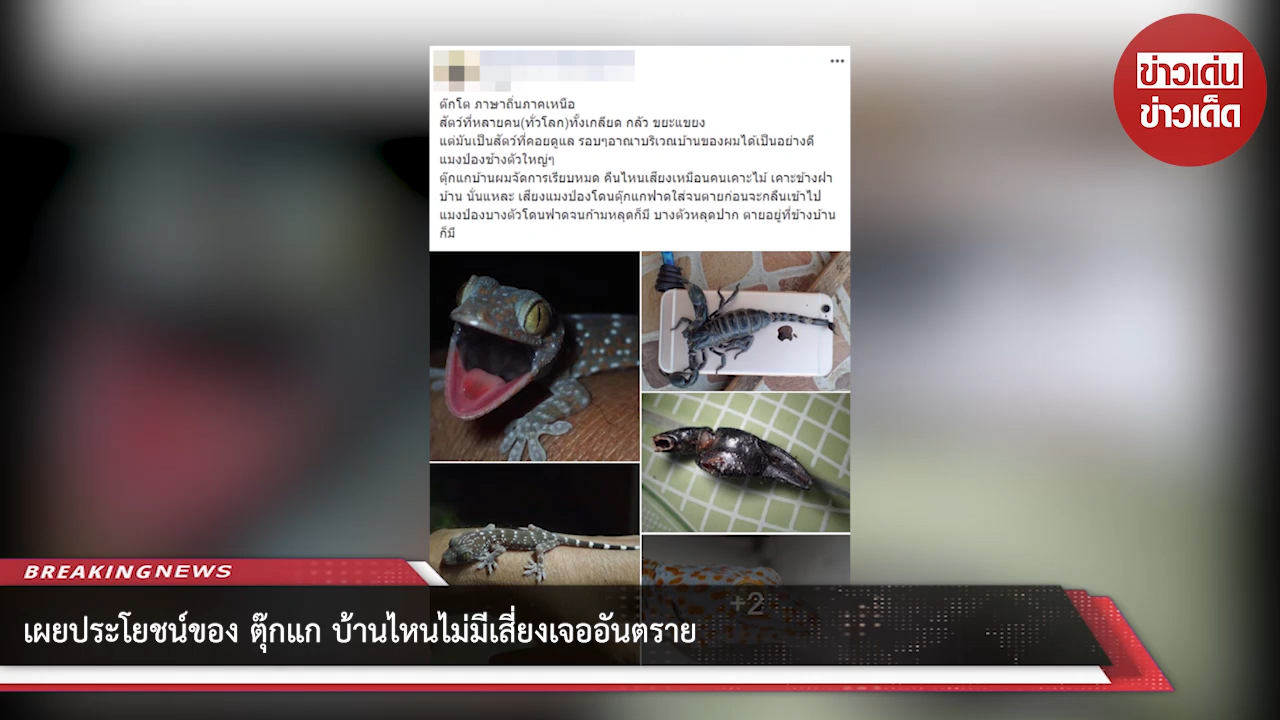 ข่าวเด่น
ข่าวเด็ด
ต๊กโต ภาษาถิ่นภาคเหนือ
สัตว์ที่หลายคน(ทั่วโลก)ทั้งเกลียด กลัว ขยะแขยง
แต่มันเป็นสัตว์ที่คอยดูแล รอบๆอาณาบริเวณบ้านของผมได้เป็นอย่างดี
แมงป่องช้างตัวใหญ่ๆ
ตุ๊กแกบ้านผมจัดการเรียบหมด คืนไหนเสียงเหมือนคนเคาะไม้ เคาะข้างฝา
บ้าน นั่นแหละ เสียงแมงป่องโดนตุ๊กแกฟาดใส่จนตายก่อนจะกลืนเข้าไป
แมงป่องบางตัวโดนฟาดจนก้ามหลุดก็มี บางตัวหลุดปาก ตายอยู่ที่ข้างบ้าน
ก็มี
+2
BREAKINGNEWS
เผยประโยชน์ของ ตุ๊กแก บ้านไหนไม่มีเสี่ยงเจออันตราย